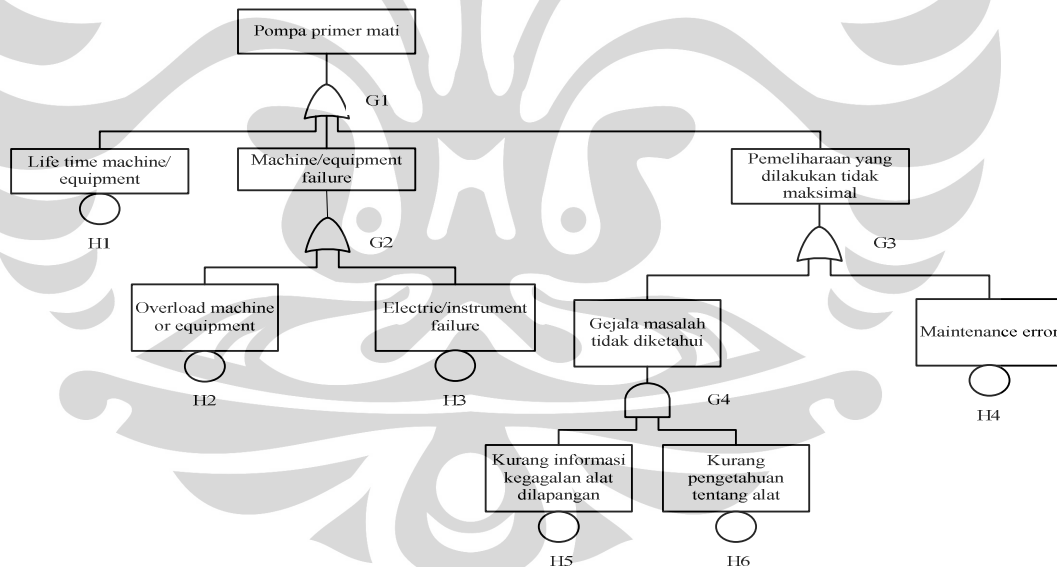 Pompa primer mati
G1
Life time machine/
equipment
H1
Machine/equipment
failure
Pemeliharaan yang
dilakukan tidak
maksimal
G2
G3
Overload machine
or equipment
H2
Electric/instrument
failure
H3
Gejala masalah
tidak diketahui
Maintenance error
H4
G4
Kurang informasi
kegagalan alat
dilapangan
H5
Kurang
pengetahuan
tentang alat
H6